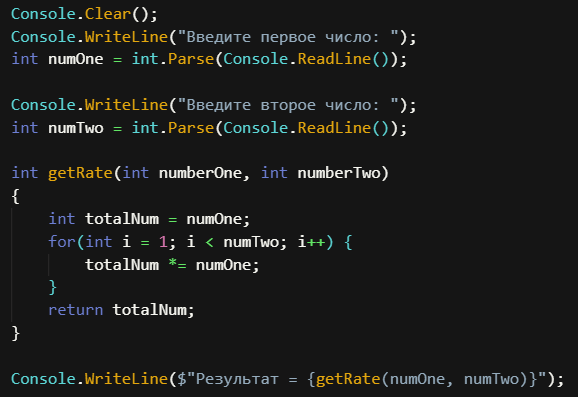 Console.Clear();
Console.WriteLine("Введите первое число: ");
int numOne = int.Parse(Console.ReadLine());

Console.WriteLine("Введите второе число: ");
int numTwo = int.Parse(Console.ReadLine());

int getRate(int numberOne, int numberTwo)
{
    int totalNum = numOne;
    for(int i = 1; i < numTwo; i++) {
        totalNum *= numOne;
    }
    return totalNum;
}

Console.WriteLine($"Результат = {getRate(numOne, numTwo)}");